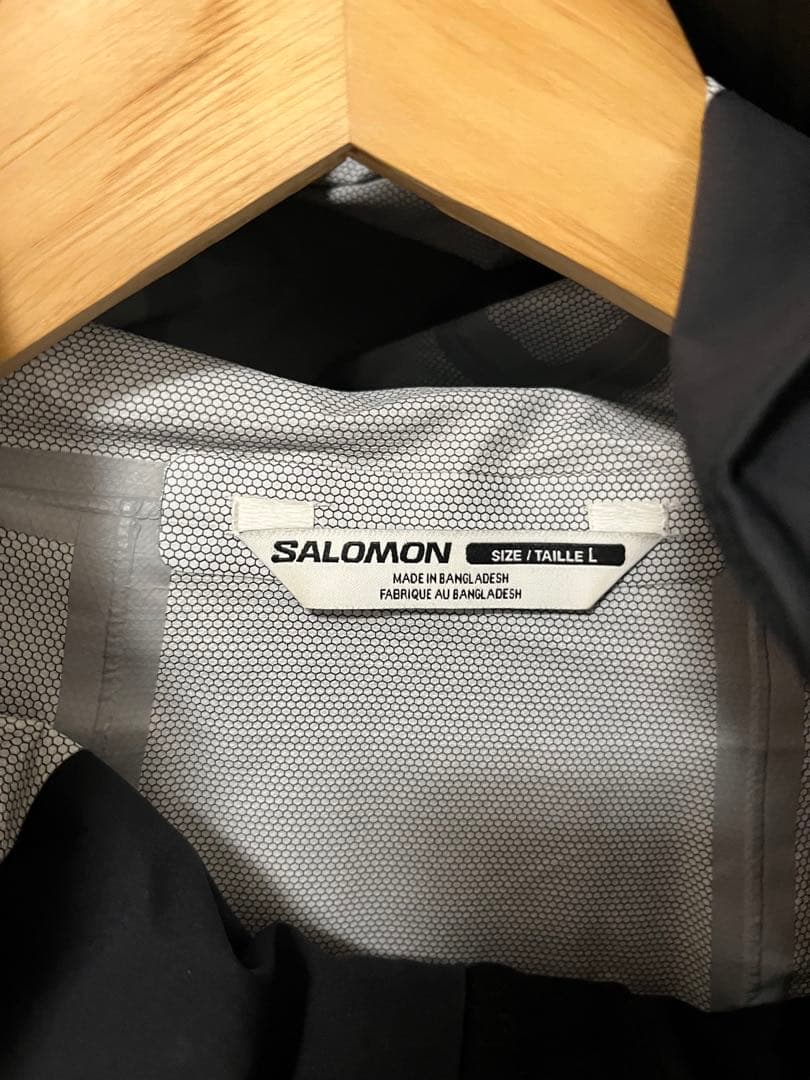 SALOMON SIZE / TAILLE L
MADE IN BANGLADESH
FABRIQUE AU BANGLADESH